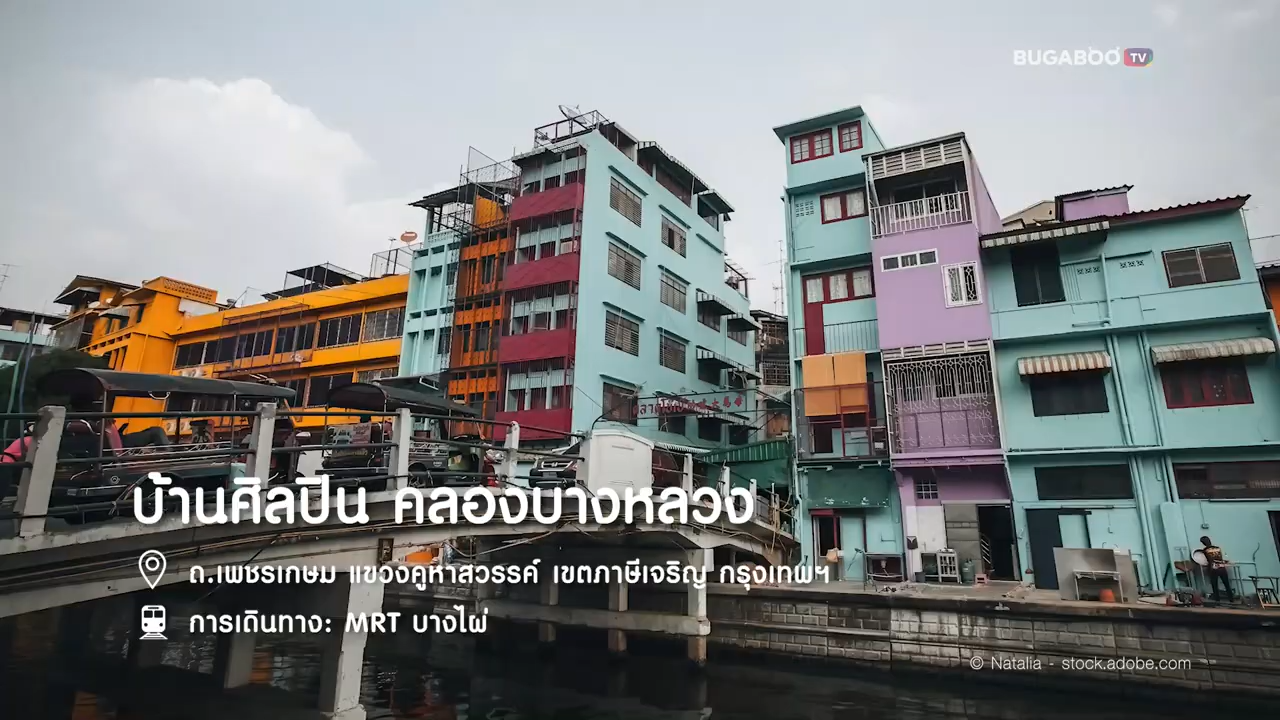 BUGABOO TV
บ้านศิลปิน คลองบางหลวง
ถ.เพชรเกษม แขวงคูหาสวรรค์ เขตภาษีเจริญ กรุงเทพฯ
การเดินทาง: MRT บางไผ่
© Natalia - stock.adobe.com